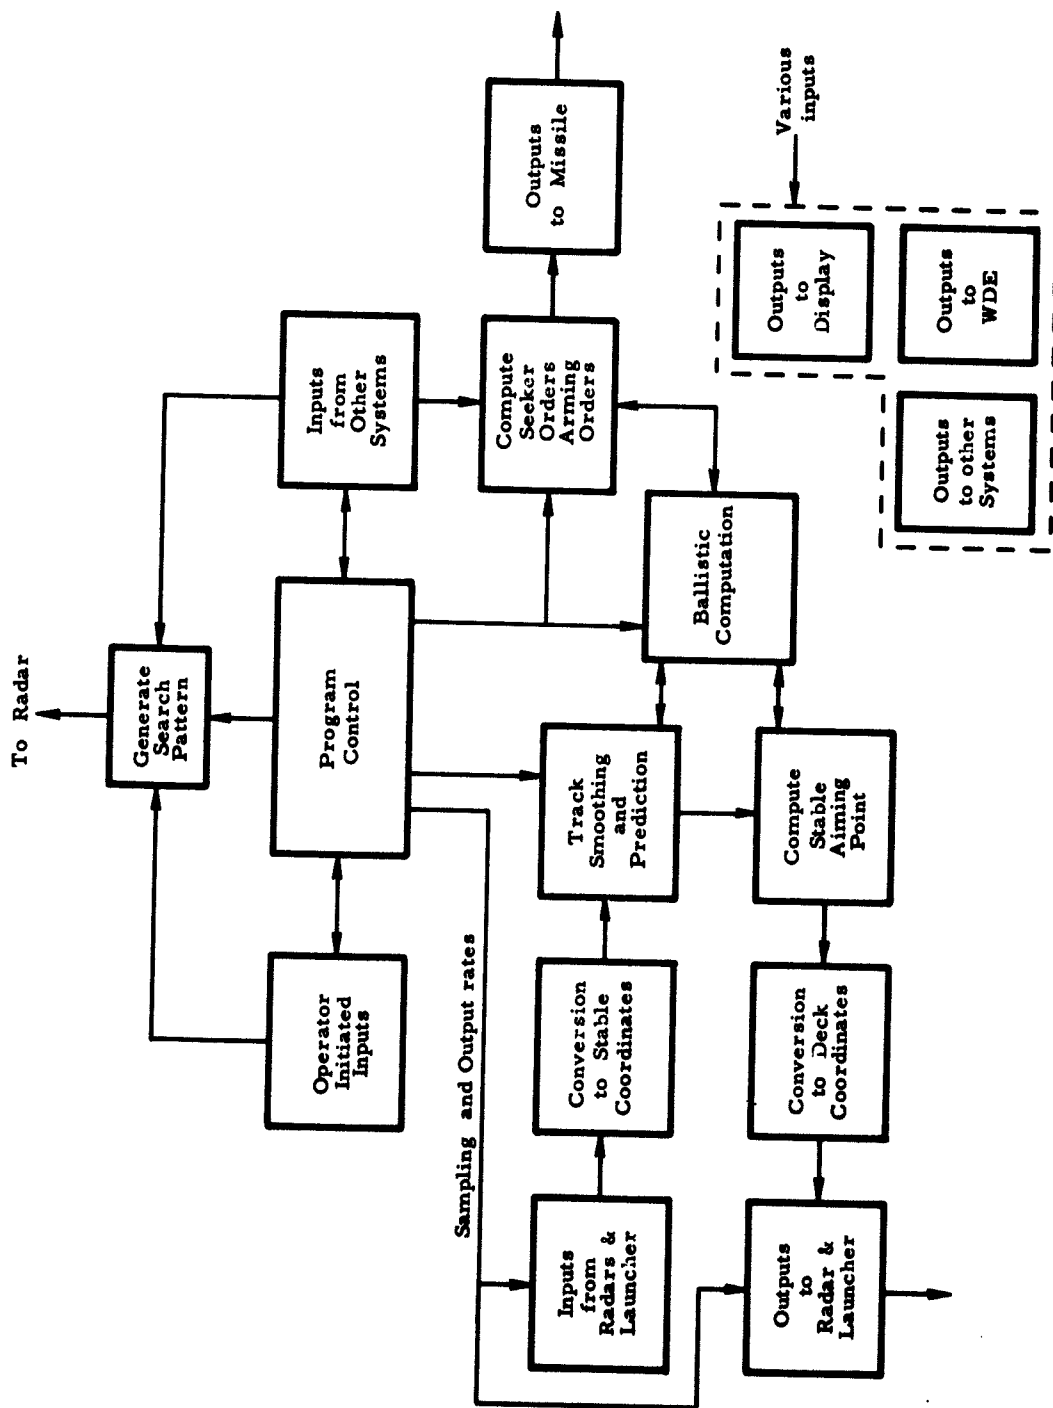 To Radar
Generate
Search
Pattern
Operator
Initiated
Inputs
Program
Control
Inputs
from
Other
Systems
Sampling and Output rates
Inputs
from
Radars &
Launcher
Conversion
to Stable
Coordinates
Track
Smoothing
and
Prediction
Compute
Seeker
Orders
Arming
Orders
Outputs
to Missile
Ballistic
Computation
Outputs
to
Radar &
Launcher
Conversion
to Deck
Coordinates
Compute
Stable
Aiming
Point
Various
inputs
Outputs
to
Display
Outputs
to other
Systems
Outputs
to
WDE